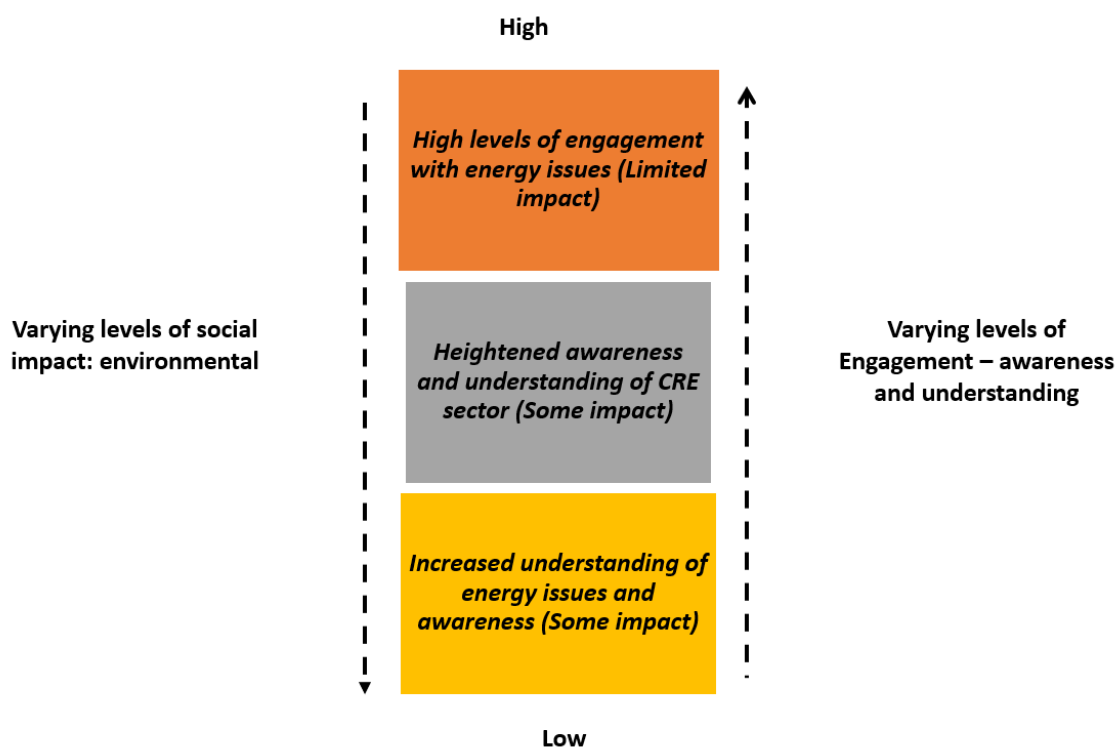 High
High levels of engagement
with energy issues (Limited
impact)
Varying levels of social
impact: environmental
Heightened awareness
and understanding of CRE
sector (Some impact)
Varying levels of
Engagement – awareness
and understanding
Increased understanding of
energy issues and
awareness (Some impact)
Low